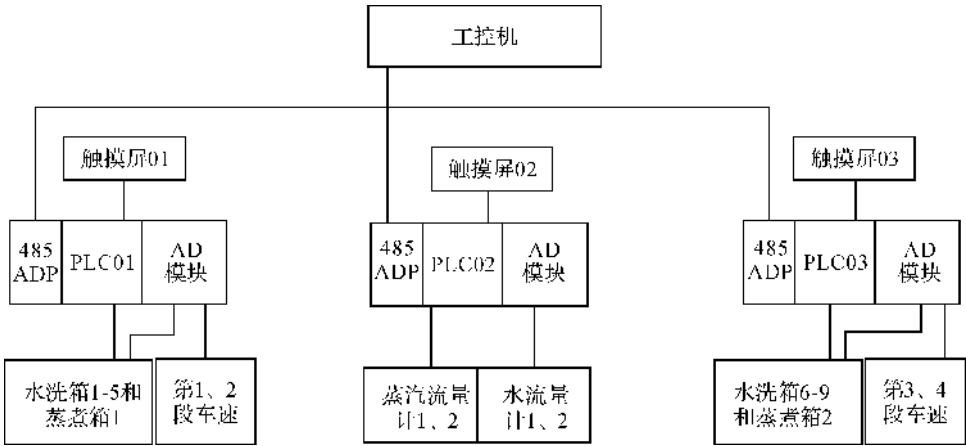 工控机
触摸屏01
触摸屏02
触摸屏03
485
ADP
PLC01
AD
模块
485
ADP
PLC02
AD
模块
485
ADP
PLC03
AD
模块
水洗箱1-5和
蒸煮箱1
第1、2
段车速
蒸汽流量
计1、2
水流量
计1、2
水洗箱6-9
和蒸煮箱2
第3、4
段车速